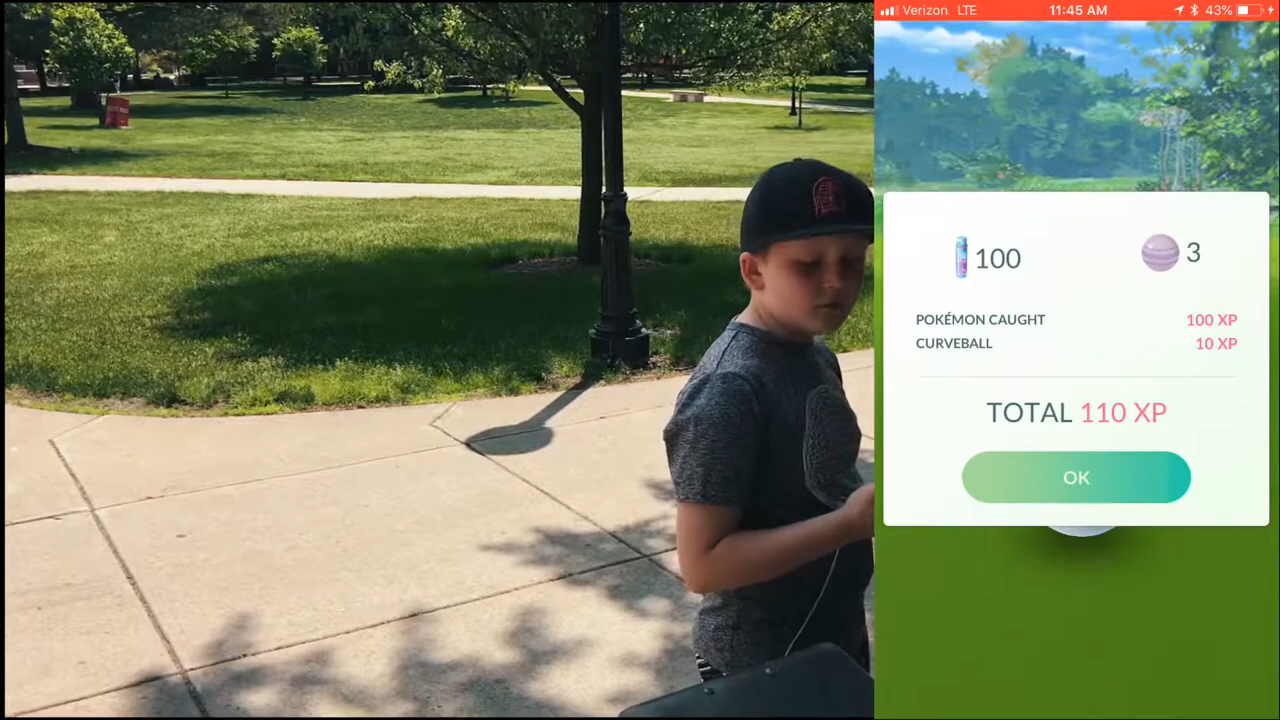 Verizon LTE 11:45 AM 43%
100 3
POKÉMON CAUGHT 100 XP
CURVEBALL 10 XP
TOTAL 110 XP
OK